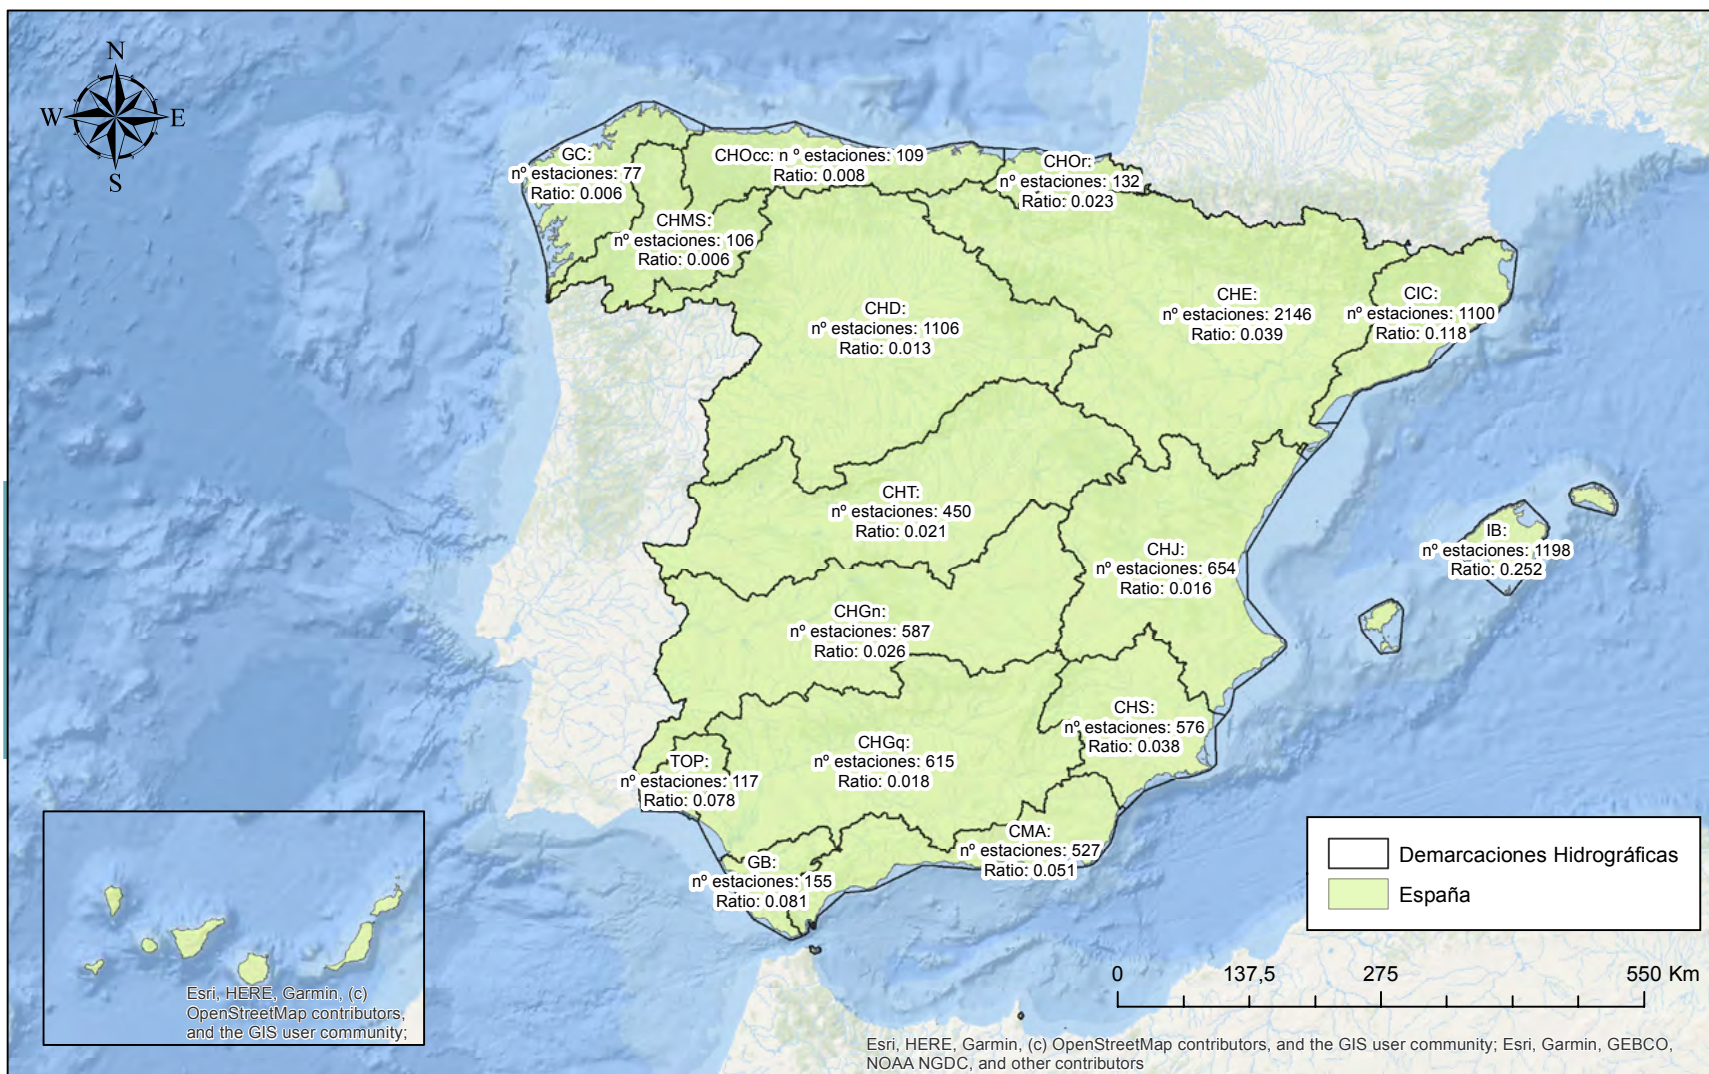 N
W
E
S
GC:
nº estaciones: 77
Ratio: 0.006
CHOcc: n º estaciones: 109
Ratio: 0.008
CHOr:
nº estaciones: 132
Ratio: 0.023
CHMS:
nº estaciones: 106
Ratio: 0.006
CHD:
nº estaciones: 1106
Ratio: 0.013
CHE:
nº estaciones: 2146
Ratio: 0.039
CIC:
nº estaciones: 1100
Ratio: 0.118
CHT:
nº estaciones: 450
Ratio: 0.021
CHJ:
nº estaciones: 654
Ratio: 0.016
IB:
nº estaciones: 1198
Ratio: 0.252
CHGn:
nº estaciones: 587
Ratio: 0.026
CHS:
nº estaciones: 576
Ratio: 0.038
CHGq:
nº estaciones: 615
Ratio: 0.018
TOP:
nº estaciones: 117
Ratio: 0.078
CMA:
nº estaciones: 527
Ratio: 0.051
GB:
nº estaciones: 155
Ratio: 0.081
Demarcaciones Hidrográficas
España
0 137,5 275 550 Km
Esri, HERE, Garmin, (c)
OpenStreetMap contributors,
and the GIS user community;
Esri, HERE, Garmin, (c) OpenStreetMap contributors, and the GIS user community; Esri, Garmin, GEBCO,
NOAA NGDC, and other contributors